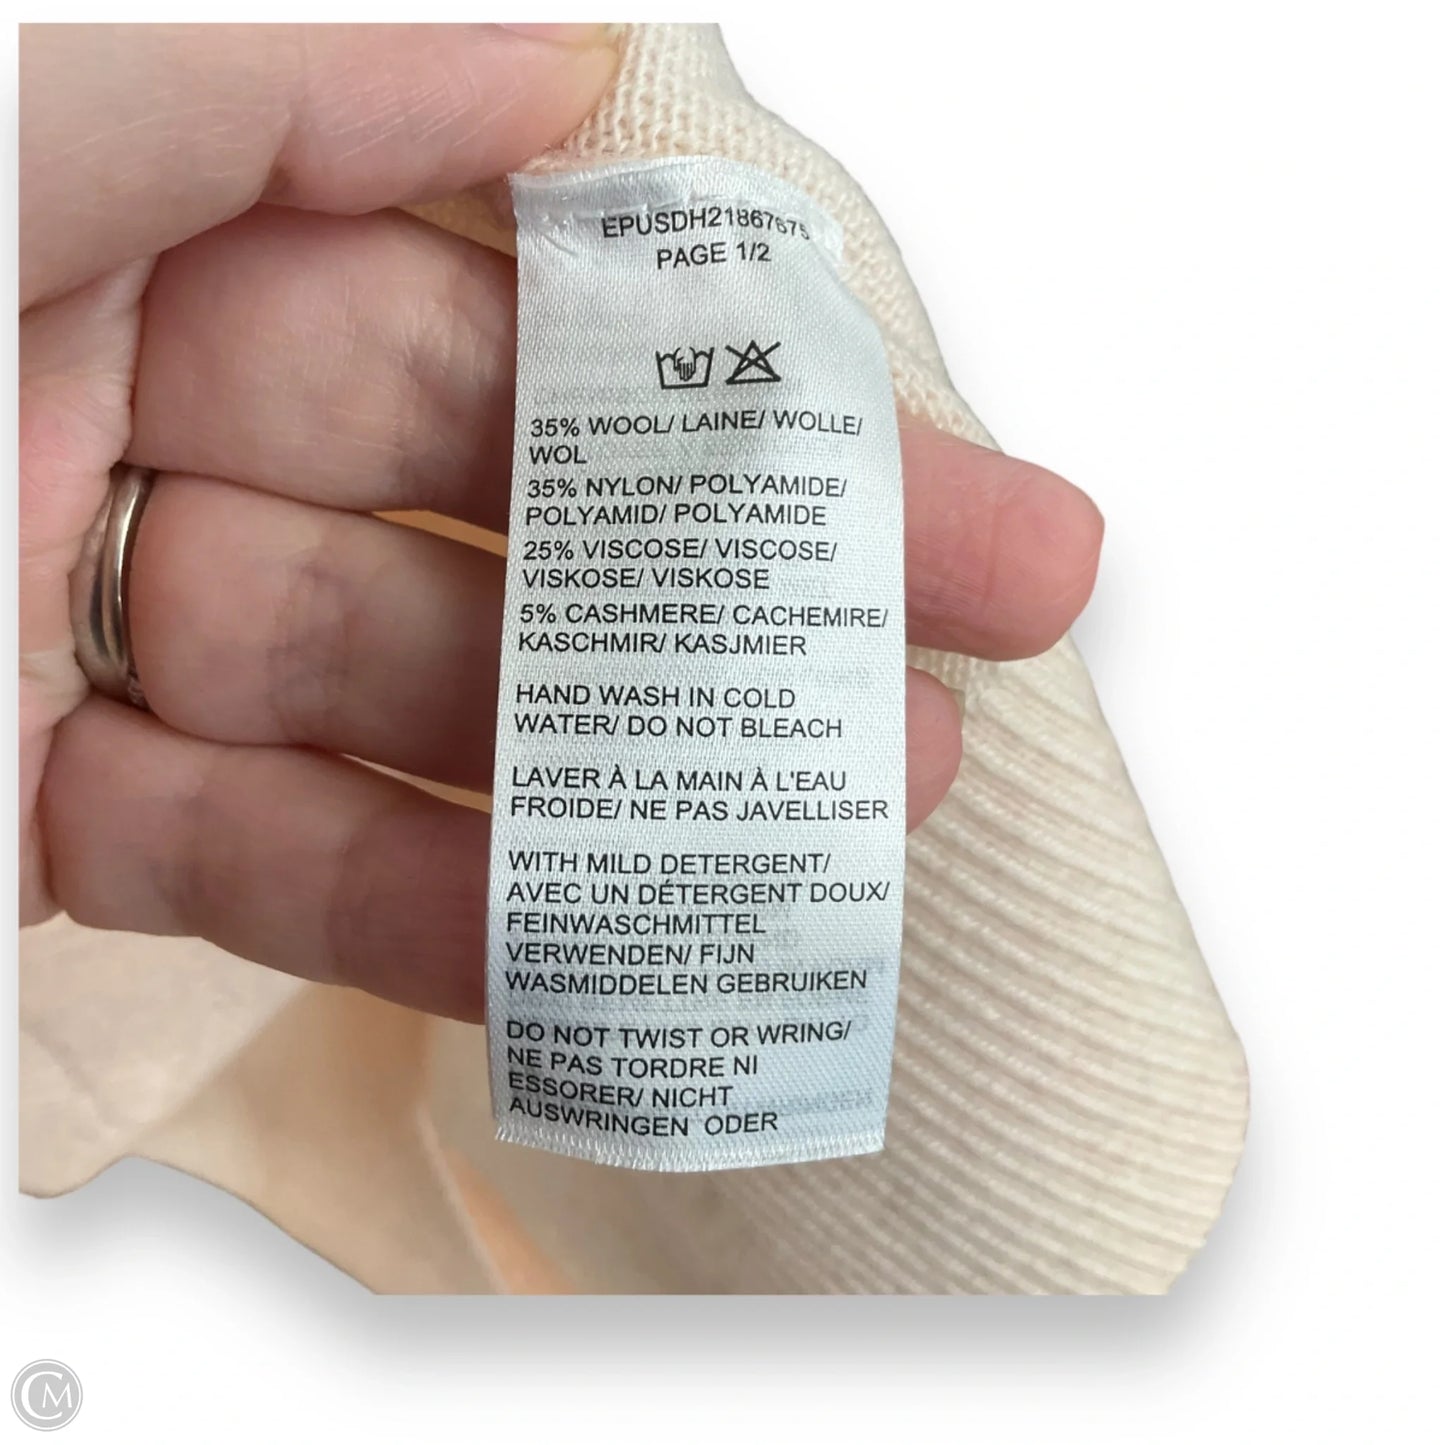 EPUSDH21867675
PAGE 1/2
35% WOOL/ LAINE/ WOLLE/
WOL
35% NYLON/ POLYAMIDE/
POLYAMID/ POLYAMIDE
25% VISCOSE/ VISCOSE/
VISKOSE/ VISKOSE
5% CASHMERE/ CACHEMIRE/
KASCHMIR/ KASJMIER
HAND WASH IN COLD
WATER/ DO NOT BLEACH
LAVER À LA MAIN À L'EAU
FROIDE/ NE PAS JAVELLISER
WITH MILD DETERGENT/
AVEC UN DÉTERGENT DOUX/
FEINWASCHMITTEL
VERWENDEN/ FIJN
WASMIDDELEN GEBRUIKEN
DO NOT TWIST OR WRING/
NE PAS TORDRE NI
ESSORER/ NICHT
AUSWRINGEN ODER
CM